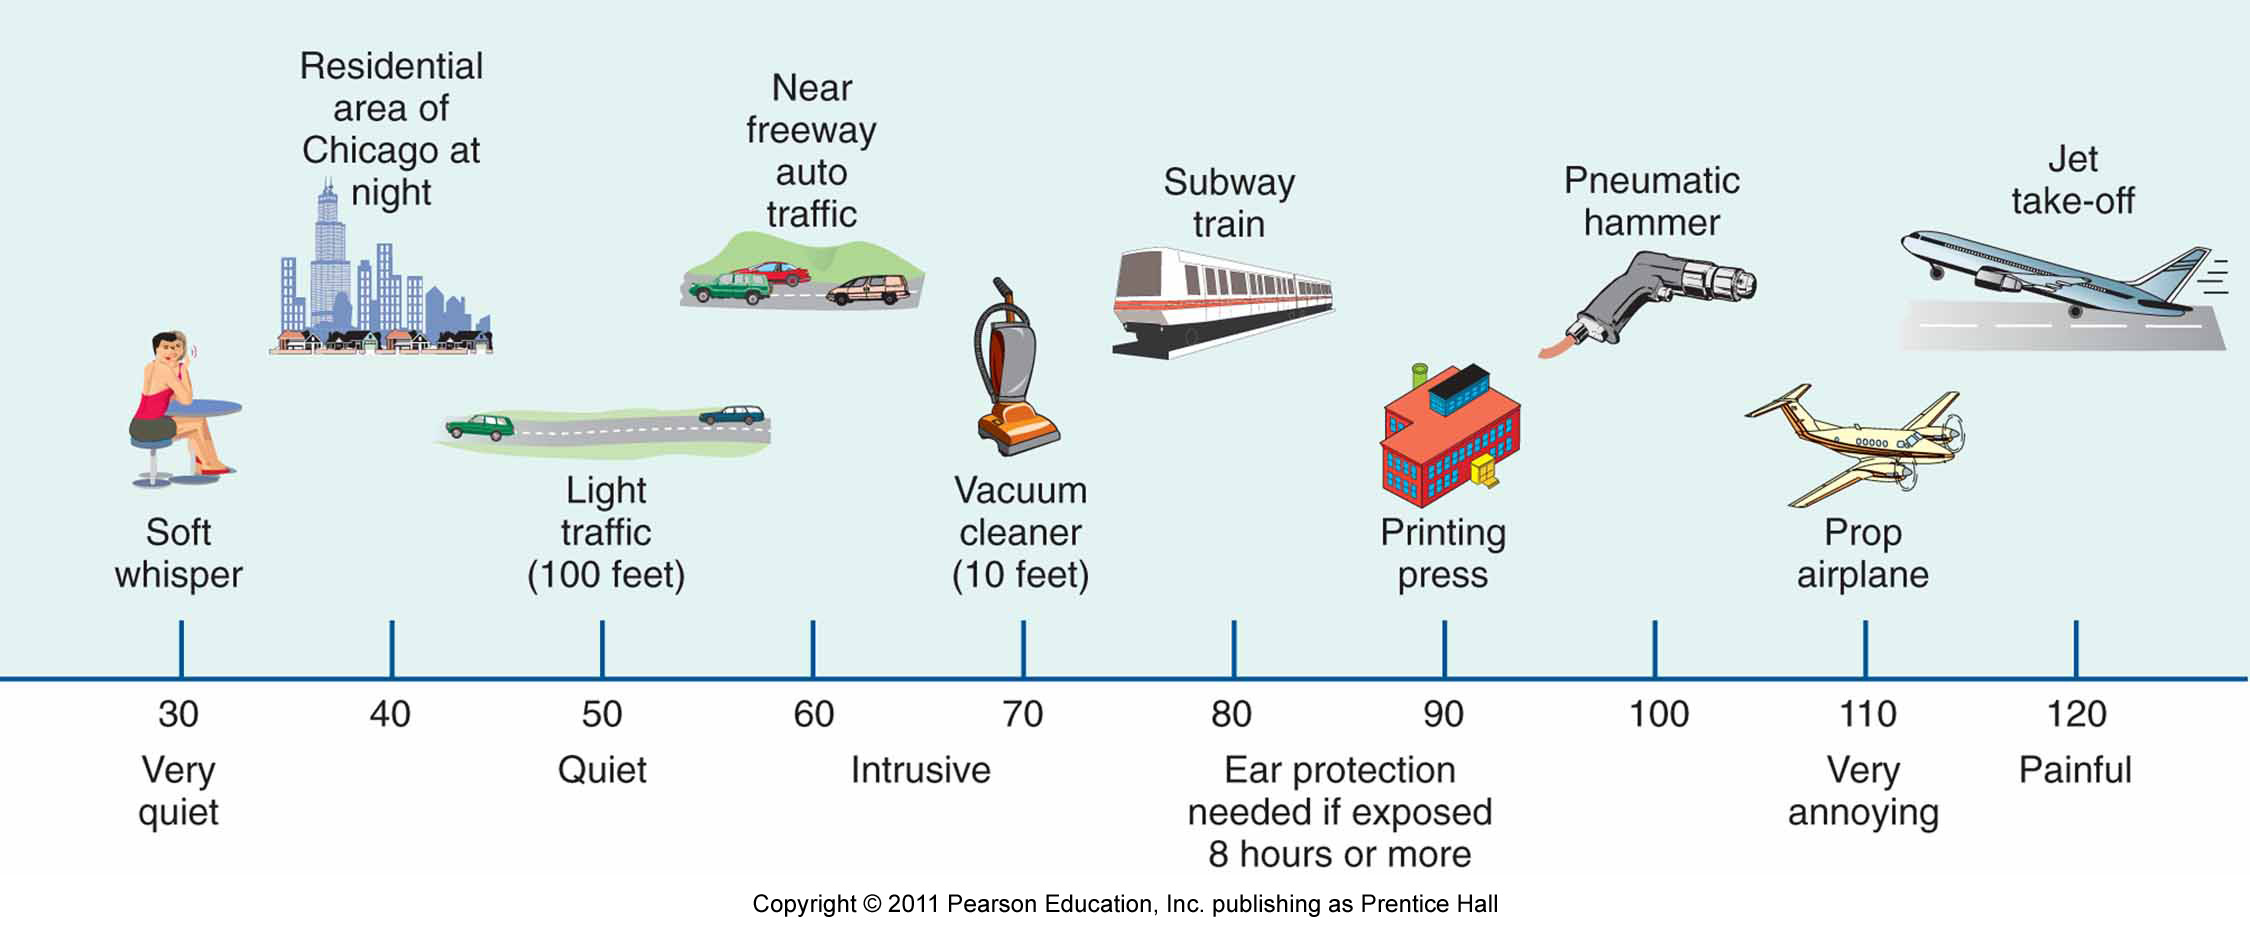 Residential
area of
Chicago at
night
Near
freeway
auto
traffic
Subway
train
Pneumatic
hammer
Jet
take-off
Soft
whisper
Light
traffic
(100 feet)
Vacuum
cleaner
(10 feet)
Printing
press
Prop
airplane
30 40 50 60 70 80 90 100 110 120
Very
quiet
Quiet
Intrusive
Ear protection
needed if exposed
8 hours or more
Very
annoying
Painful
Copyright © 2011 Pearson Education, Inc. publishing as Prentice Hall